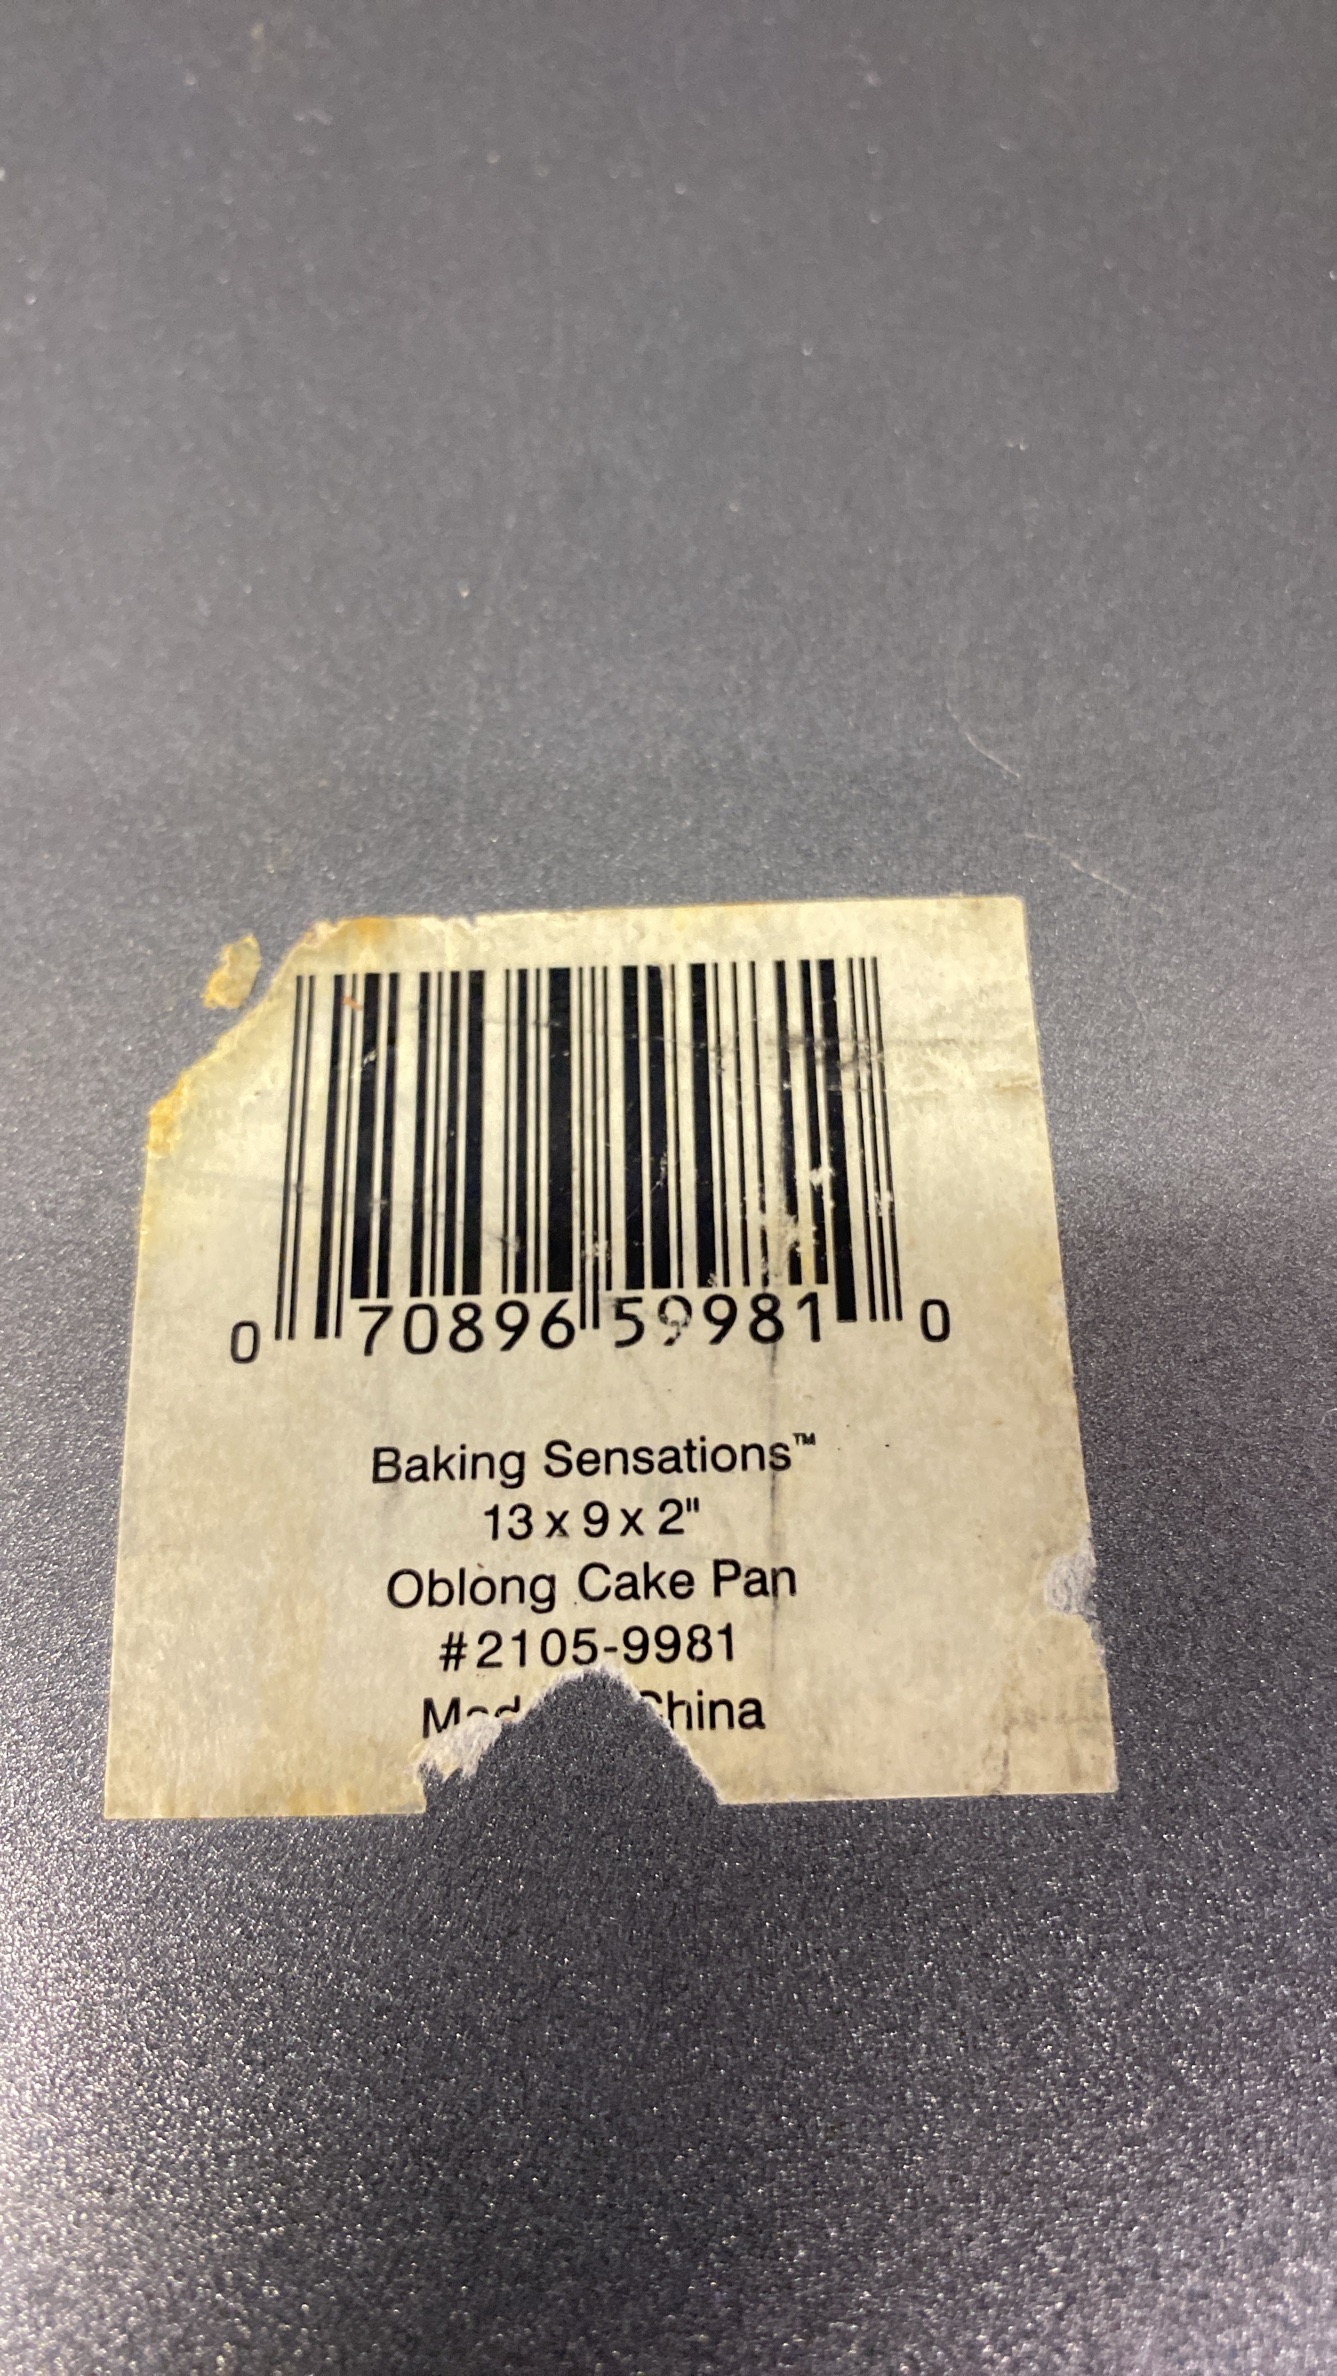 0 70896 59981 0
Baking Sensations™
13 x 9 x 2"
Oblong Cake Pan
#2105-9981
China